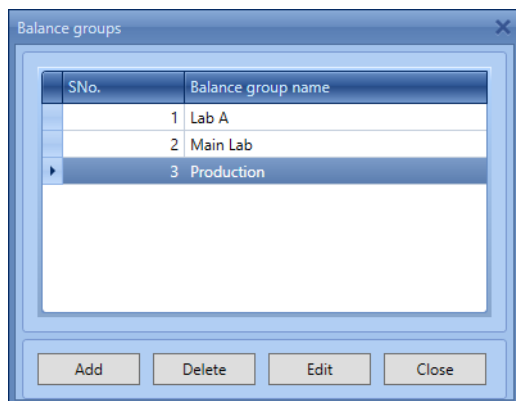 Balance groups
SNo. Balance group name
1 Lab A
2 Main Lab
3 Production
Add Delete Edit Close